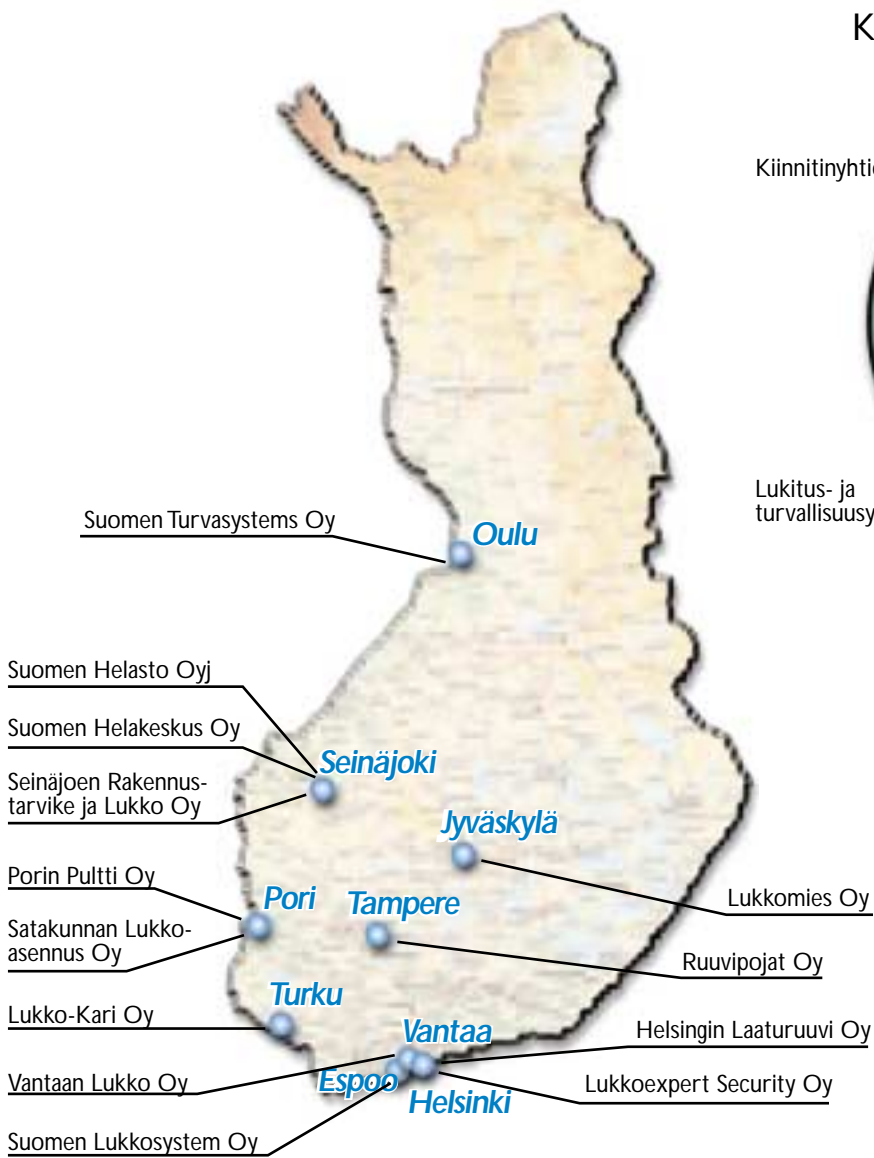 K
Kiinnitinyhtiö
Lukitus- ja
turvallisuusy
Suomen Turvasystems Oy
Oulu
Suomen Helasto Oyj
Suomen Helakeskus Oy
Seinäjoen Rakennus-
tarvike ja Lukko Oy
Seinäjoki
Jyväskylä
Lukkomies Oy
Porin Pultti Oy
Satakunnan Lukko-
asennus Oy
Pori
Tampere
Ruuvipojat Oy
Lukko-Kari Oy
Turku
Vantaa
Helsingin Laaturuuvi Oy
Vantaan Lukko Oy
Espoo
Helsinki
Lukkoexpert Security Oy
Suomen Lukkosystem Oy